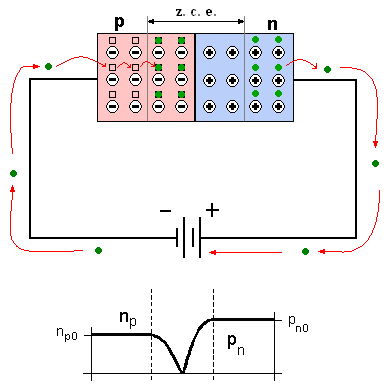 z. c. e.
p n
− +
n_p
n_p0
p_n0
p_n